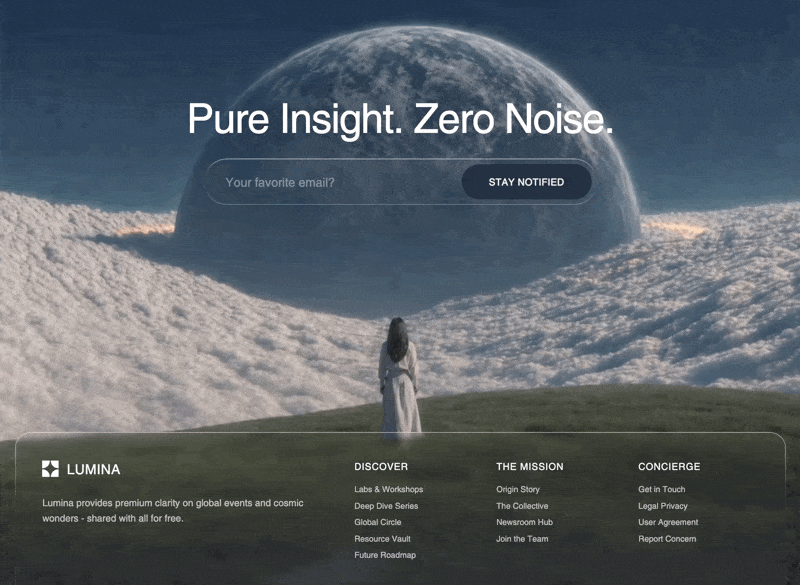 Pure Insight. Zero Noise.
Your favorite email?
STAY NOTIFIED
LUMINA
Lumina provides premium clarity on global events and cosmic
wonders - shared with all for free.
DISCOVER
Labs & Workshops
Deep Dive Series
Global Circle
Resource Vault
Future Roadmap
THE MISSION
Origin Story
The Collective
Newsroom Hub
Join the Team
CONCIERGE
Get in Touch
Legal Privacy
User Agreement
Report Concern